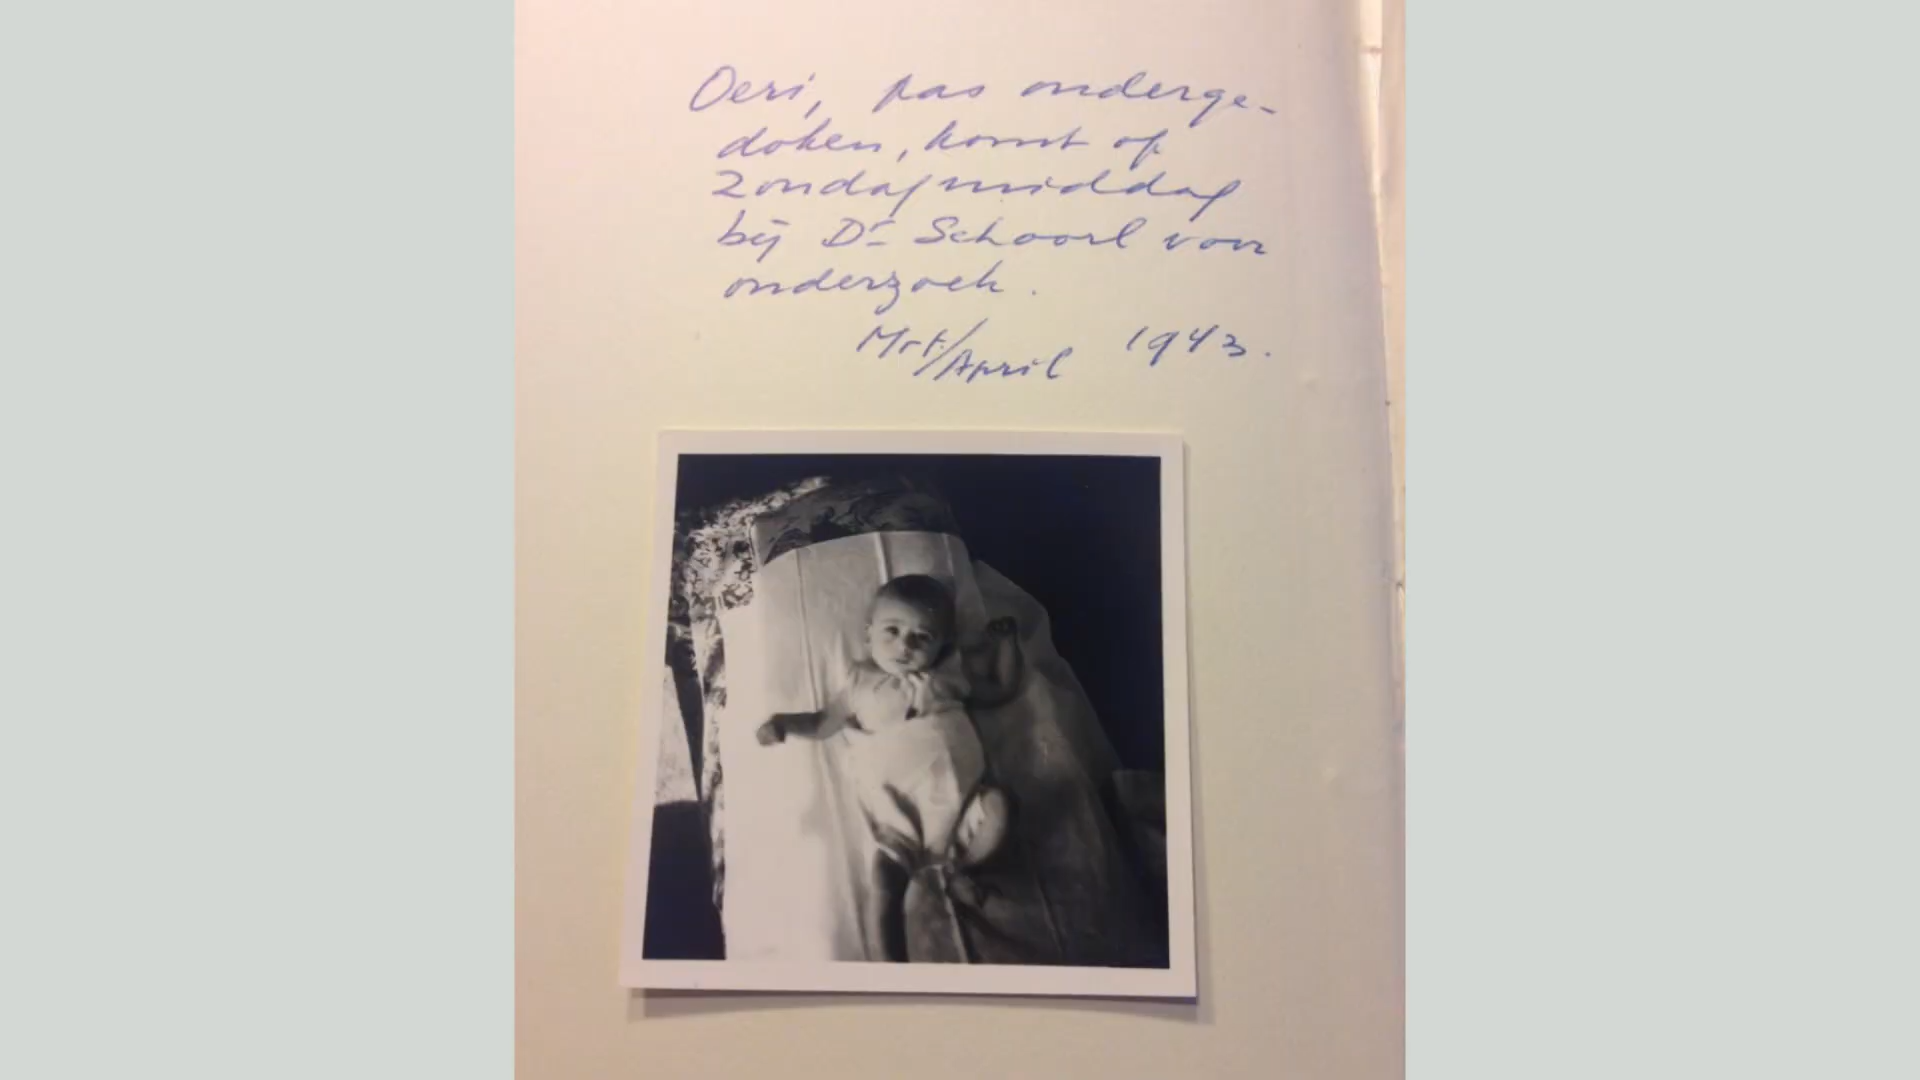 Oeri, pas onderge-
doken, komt op
zondagmiddag
bij Dr Schoorl voor
onderzoek.
Mrt/April 1943.